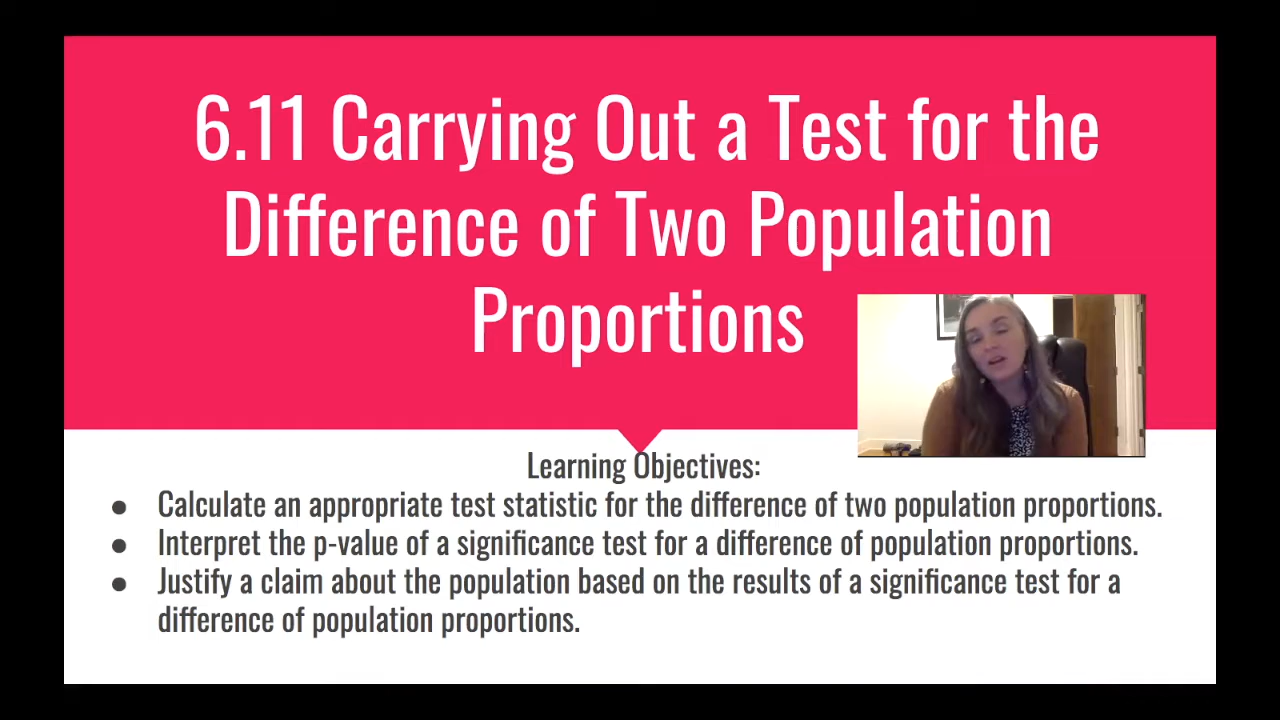 6.11 Carrying Out a Test for the
Difference of Two Population
Proportions
Learning Objectives:
● Calculate an appropriate test statistic for the difference of two population proportions.
● Interpret the p-value of a significance test for a difference of population proportions.
● Justify a claim about the population based on the results of a significance test for a
difference of population proportions.